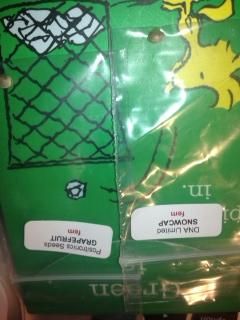 in.
DNA Limited
SNOWCAP
fem
Positronics Seeds
GRAPEFRUIT
fem
Green